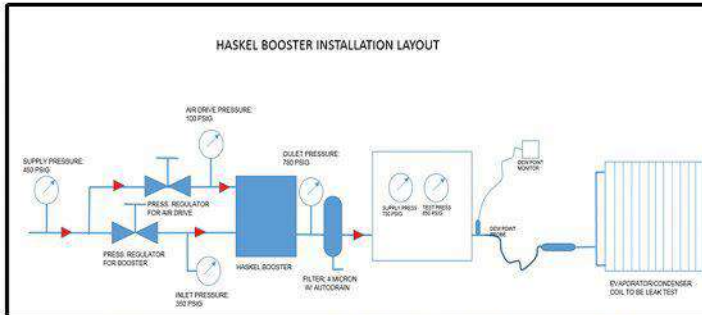 HASKEL BOOSTER INSTALLATION LAYOUT
AIR DRIVE PRESSURE:
100 PSIG
SUPPLY PRESSURE:
450 PSIG
OULET PRESSURE:
750 PSIG
DEW POINT
MONITOR
PRESS. REGULATOR
FOR AIR DRIVE
SUPPLY PRESS
750 PSIG
TEST PRESS
650 PSIG
DEW POINT
PROBE
PRESS. REGULATOR
FOR BOOSTER
HASKEL BOOSTER
INLET PRESSURE:
350 PSIG
FILTER; 4 MICRON
W/ AUTODRAIN
EVAPORATOR/CONDENSER
COIL TO BE LEAK TEST